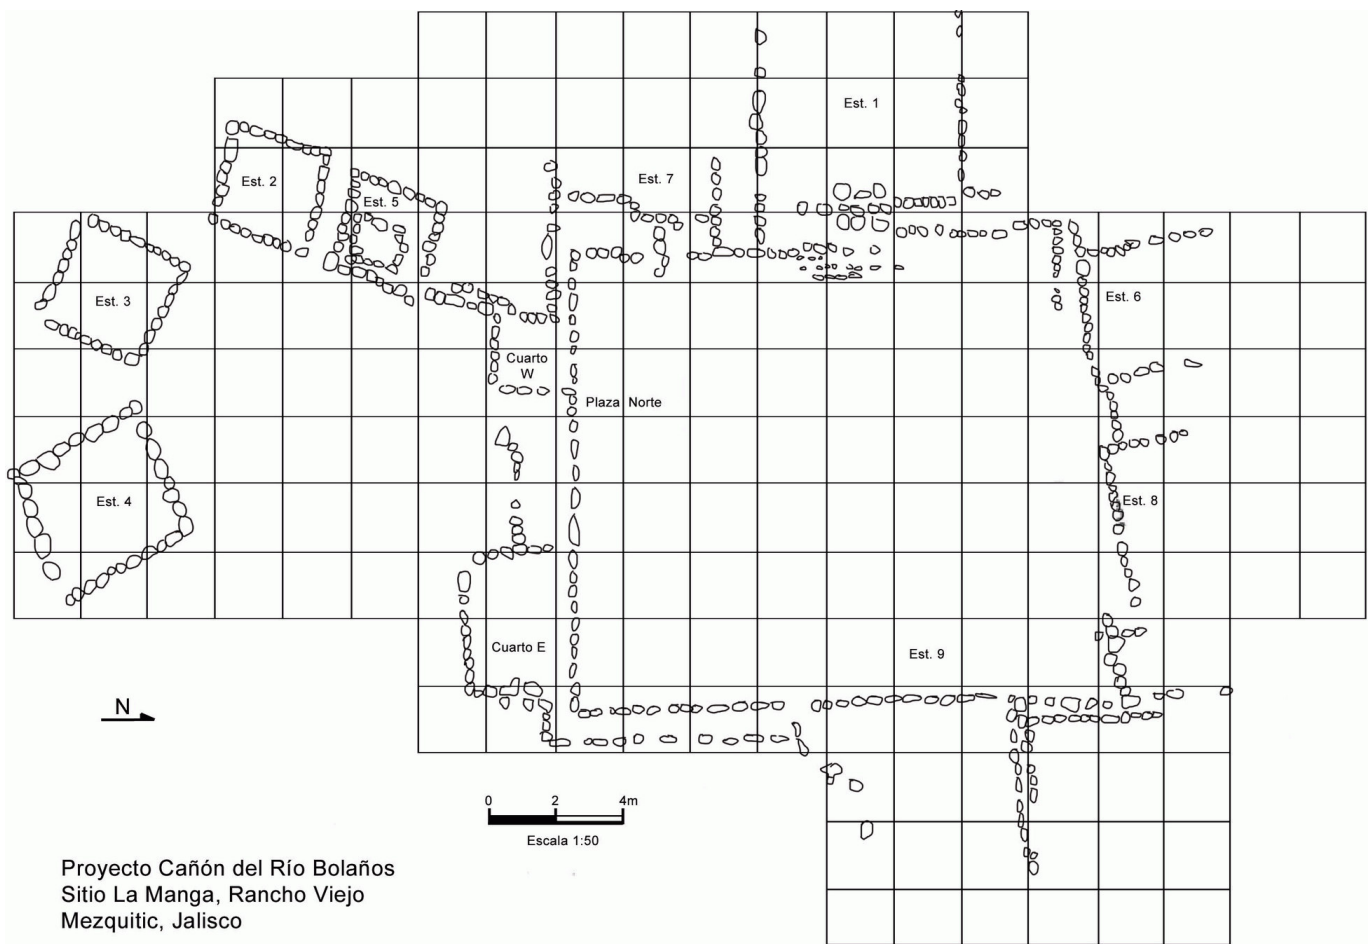 Est. 1
Est. 2
Est. 7
Est. 5
Est. 3
Est. 6
Cuarto
W
Plaza Norte
Est. 4
Est. 8
Cuarto E
Est. 9
N
0 2 4m
Escala 1:50
Proyecto Cañón del Río Bolaños
Sitio La Manga, Rancho Viejo
Mezquitic, Jalisco